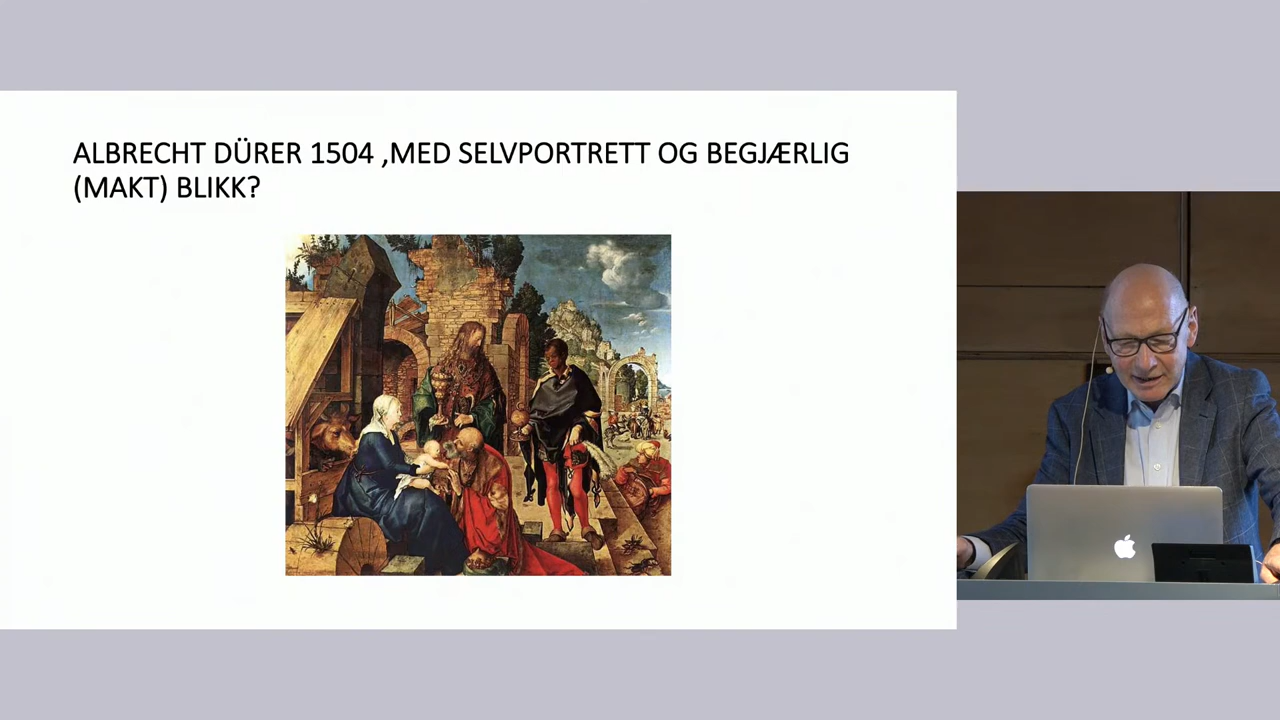 ALBRECHT DÜRER 1504 ,MED SELVPORTRETT OG BEGJÆRLIG
(MAKT) BLIKK?